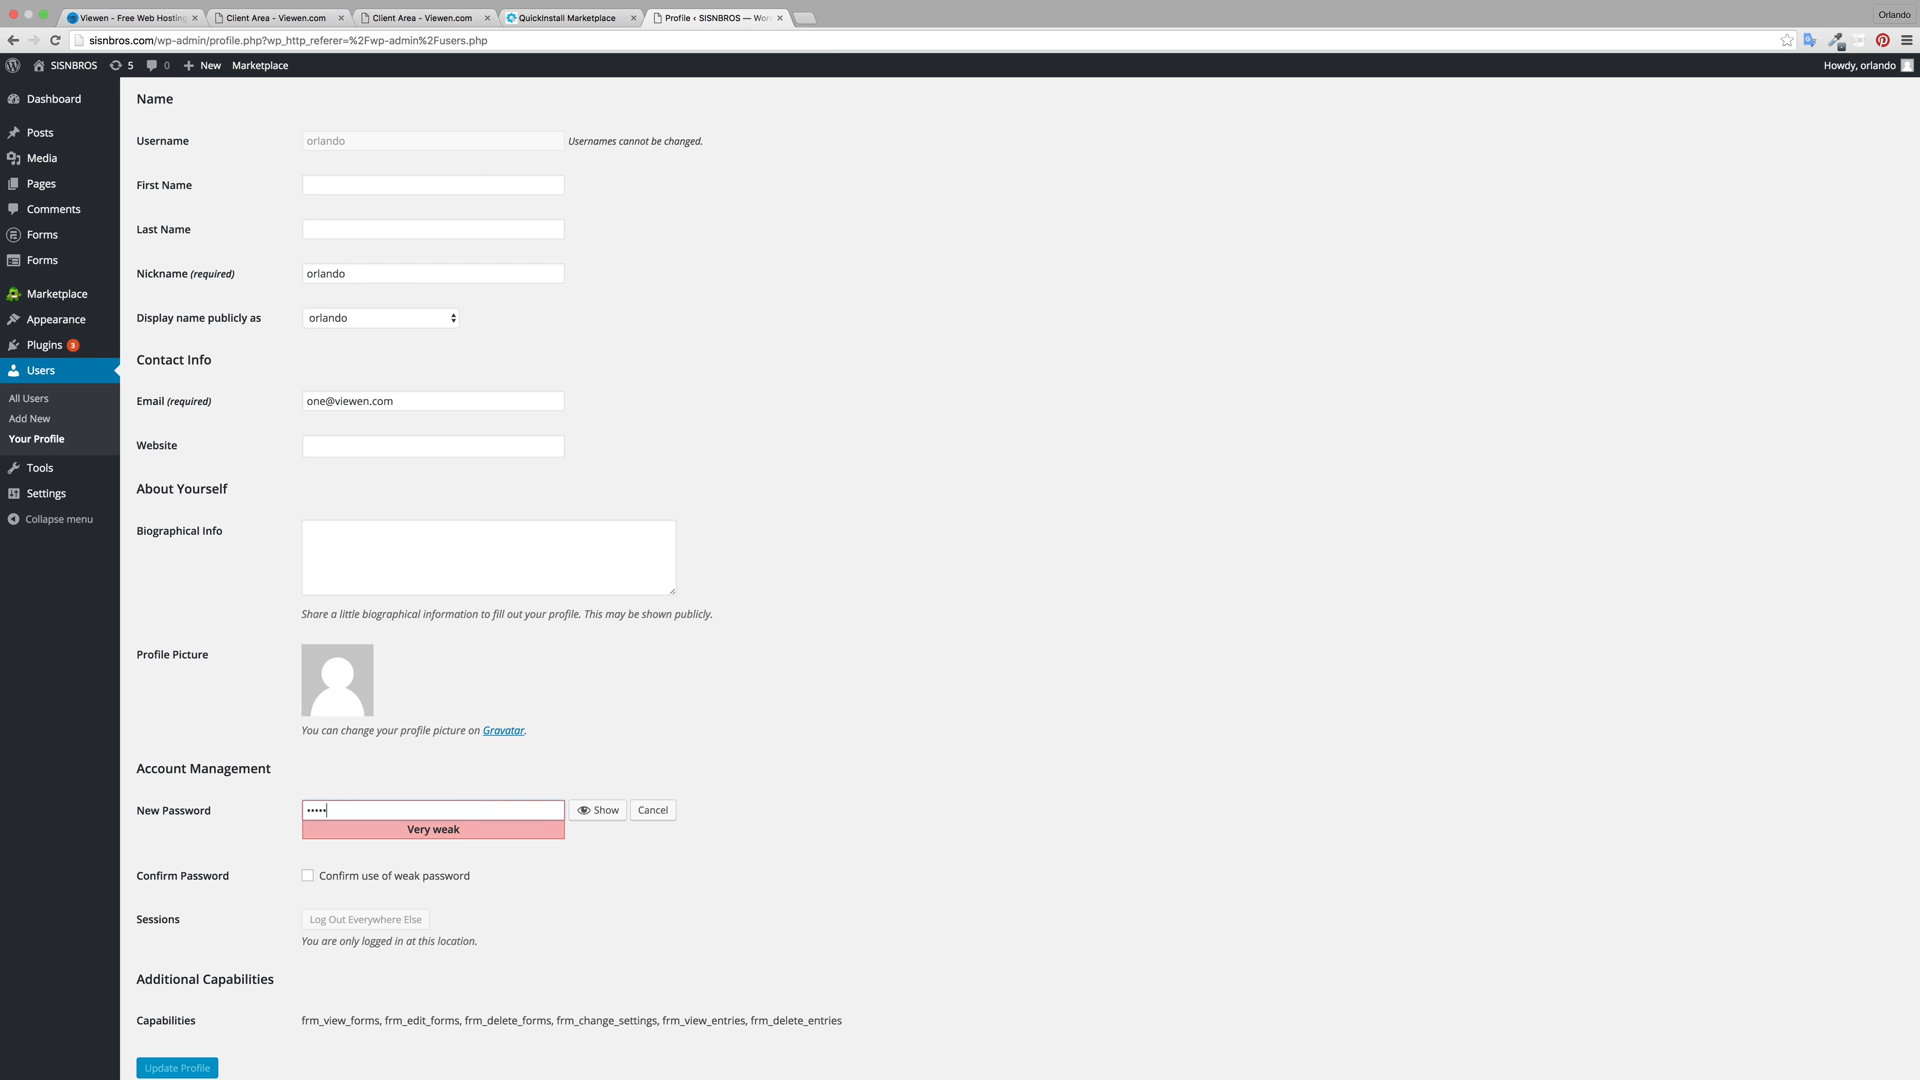 Viewen - Free Web Hosting
Client Area - Viewen.com
Client Area - Viewen.com
QuickInstall Marketplace
Profile ‹ SISNBROS — Wor
Orlando
sisnbros.com/wp-admin/profile.php?wp_http_referer=%2Fwp-admin%2Fusers.php
SISNBROS
5
0
New
Marketplace
Howdy, orlando
Dashboard
Posts
Media
Pages
Comments
Forms
Forms
Marketplace
Appearance
Plugins 3
Users
All Users
Add New
Your Profile
Tools
Settings
Collapse menu
Name
Username
orlando
Usernames cannot be changed.
First Name
Last Name
Nickname (required)
orlando
Display name publicly as
orlando
Contact Info
Email (required)
one@viewen.com
Website
About Yourself
Biographical Info
Share a little biographical information to fill out your profile. This may be shown publicly.
Profile Picture
You can change your profile picture on Gravatar.
Account Management
New Password
•••••
Show
Cancel
Very weak
Confirm Password
Confirm use of weak password
Sessions
Log Out Everywhere Else
You are only logged in at this location.
Additional Capabilities
Capabilities
frm_view_forms, frm_edit_forms, frm_delete_forms, frm_change_settings, frm_view_entries, frm_delete_entries
Update Profile